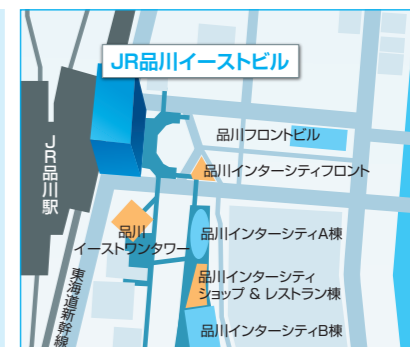 JR品川イーストビル
JR品川駅
品川フロントビル
品川インターシティフロント
品川
イーストワンタワー
品川インターシティA棟
品川インターシティ
ショップ & レストラン棟
東海道新幹線
品川インターシティB棟